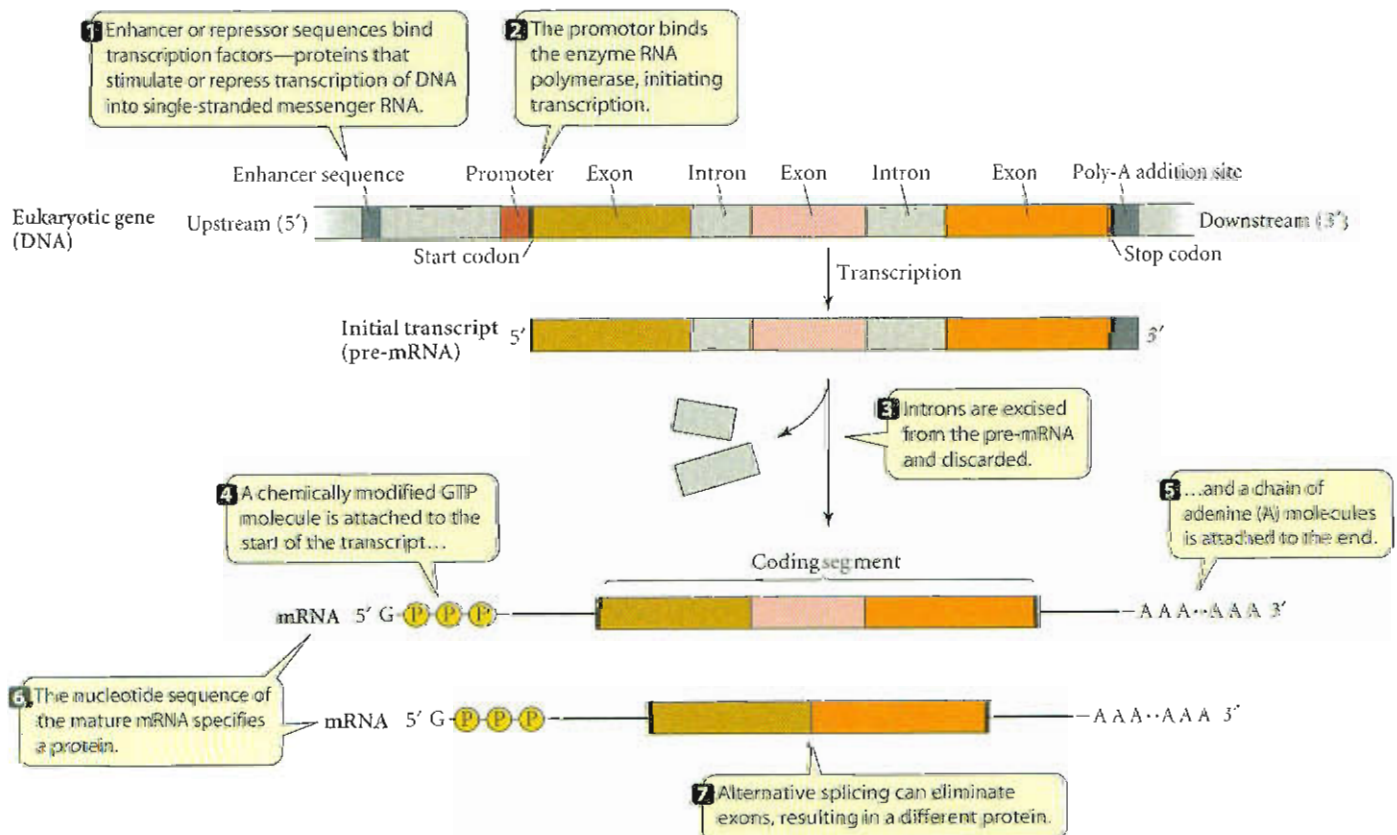 1 Enhancer or repressor sequences bind
transcription factors—proteins that
stimulate or repress transcription of DNA
into single-stranded messenger RNA.
2 The promotor binds
the enzyme RNA
polymerase, initiating
transcription.
Enhancer sequence Promoter Exon Intron Exon Intron Exon Poly-A addition site
Eukaryotic gene
(DNA)
Upstream (5′) Downstream (3′)
Start codon Stop codon
Transcription
Initial transcript
(pre-mRNA)
5′ 3′
3 Introns are excised
from the pre-mRNA
and discarded.
4 A chemically modified GTP
molecule is attached to the
start of the transcript...
5 ...and a chain of
adenine (A) molecules
is attached to the end.
Coding segment
mRNA 5′ G-P-P-P -AAA··AAA 3′
6 The nucleotide sequence of
the mature mRNA specifies
a protein.
mRNA 5′ G-P-P-P -AAA··AAA 3′
7 Alternative splicing can eliminate
exons, resulting in a different protein.